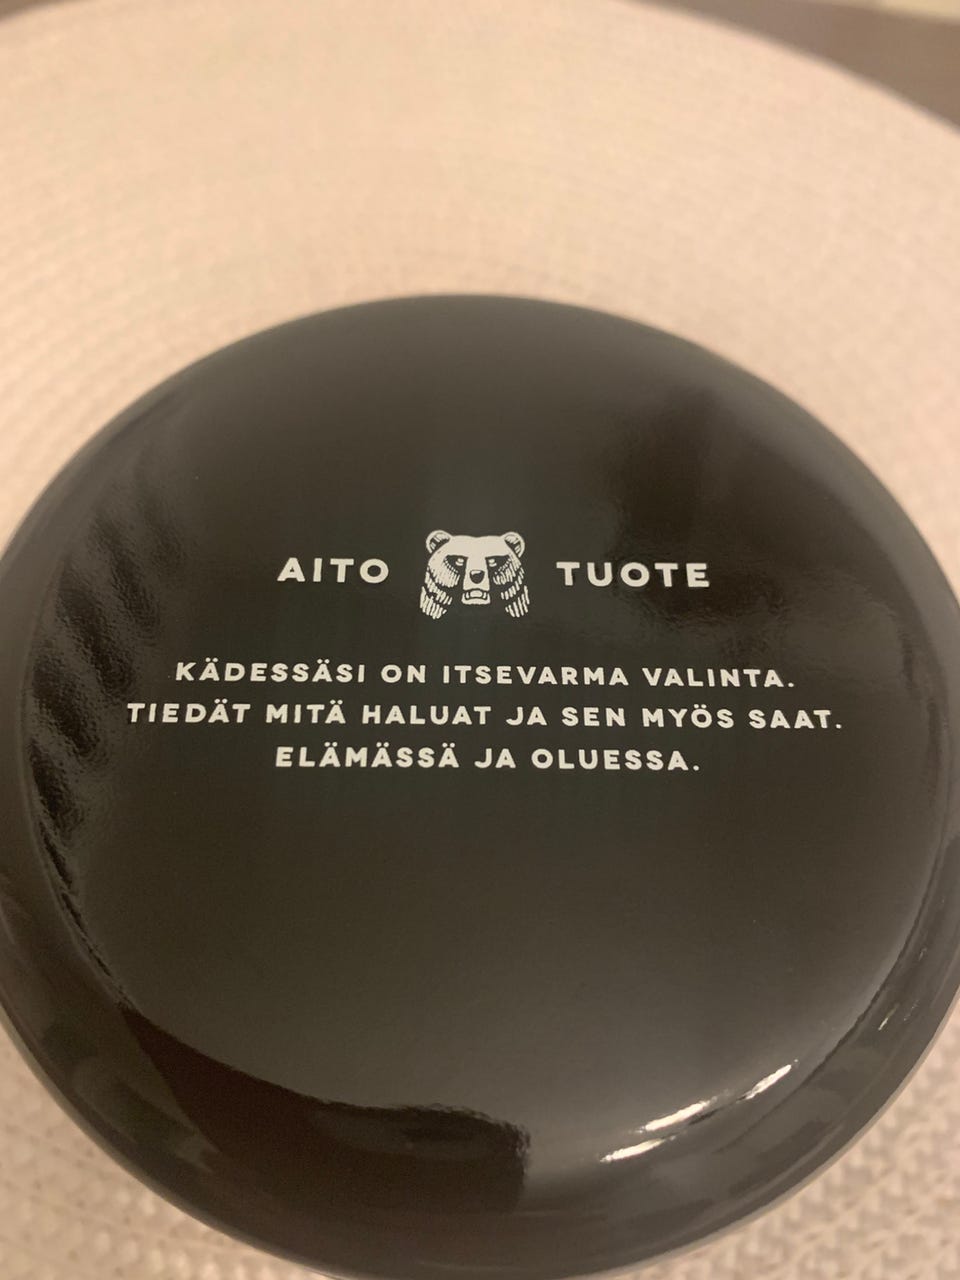 AITO TUOTE
KÄDESSÄSI ON ITSEVARMA VALINTA.
TIEDÄT MITÄ HALUAT JA SEN MYÖS SAAT.
ELÄMÄSSÄ JA OLUESSA.